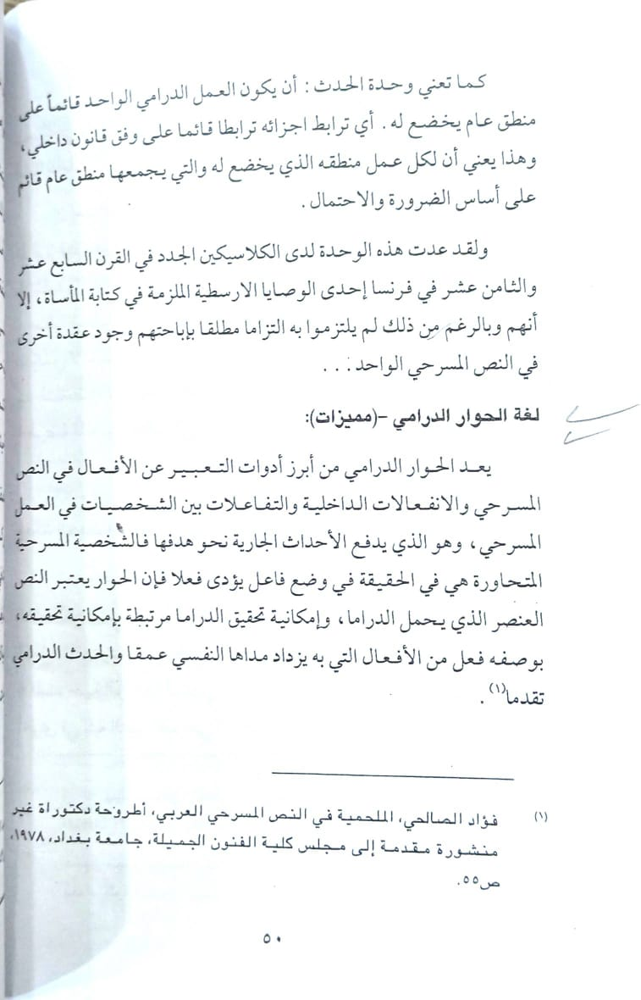 كما تعني وحدة الحدث : أن يكون العمل الدرامي الواحد قائماً على
منطق عام يخضع له . أي ترابط اجزائه ترابطا قائما على وفق قانون داخلي،
وهذا يعني أن لكل عمل منطقه الذي يخضع له والتي يجمعها منطق عام قائم
على أساس الضرورة والاحتمال .
ولقد عدت هذه الوحدة لدى الكلاسيكين الجدد في القرن السابع عشر
والثامن عشر في فرنسا إحدى الوصايا الارسطية الملزمة في كتابة المأساة ، إلا
أنهم وبالرغم من ذلك لم يلتزموا به التزاما مطلقا بإباحتهم وجود عقدة أخرى
في النص المسرحي الواحد . . .
لغة الحوار الدرامي -(مميزات):
يعد الحوار الدرامي من أبرز أدوات التعبير عن الأفعال في النص
المسرحي والانفعالات الداخلية والتفاعلات بين الشخصيات في العمل
المسرحي ، وهو الذي يدفع الأحداث الجارية نحو هدفها فالشخصية المسرحية
المتحاورة هي في الحقيقة في وضع فاعل يؤدى فعلا فإن الحوار يعتبر النص
العنصر الذي يحمل الدراما ، وإمكانية تحقيق الدراما مرتبطة بإمكانية تحقيقه،
بوصفه فعل من الأفعال التي به يزداد مداها النفسي عمقا والحدث الدرامي
تقدما(١) .
(١) فؤاد الصالحي، الملحمية في النص المسرحي العربي، أطروحة دكتوراة غير
منشورة مقدمة إلى مجلس كلية الفنون الجميلة، جامعة بغداد، ١٩٧٨،
ص٥٥.
٥٠